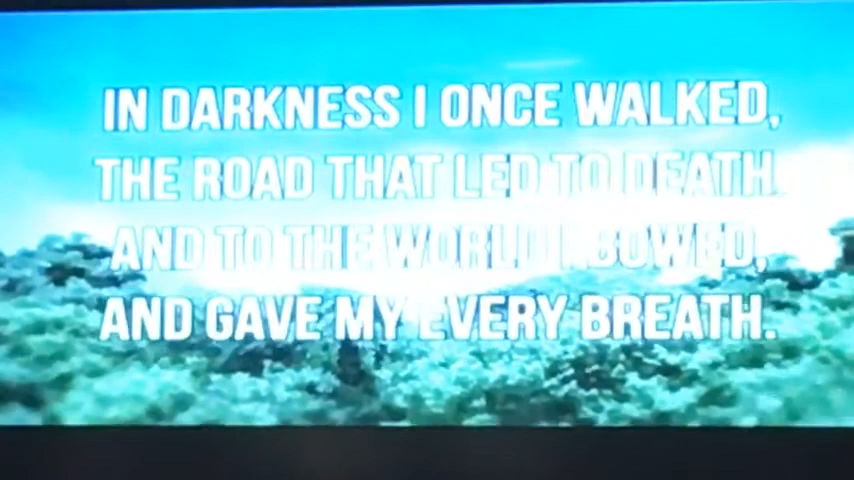 IN DARKNESS I ONCE WALKED,
THE ROAD THAT LED TO DEATH.
AND TO THE WORLD I BOWED,
AND GAVE MY EVERY BREATH.